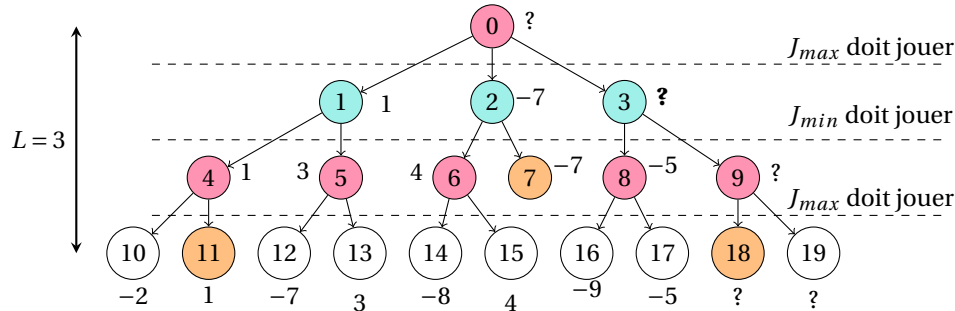 0 ?
J_max doit jouer
1 1 2 −7 3 ?
J_min doit jouer
L = 3
4 1 3 5 4 6 7 −7 8 −5 9 ?
J_max doit jouer
10 11 12 13 14 15 16 17 18 19
−2 1 −7 3 −8 4 −9 −5 ? ?